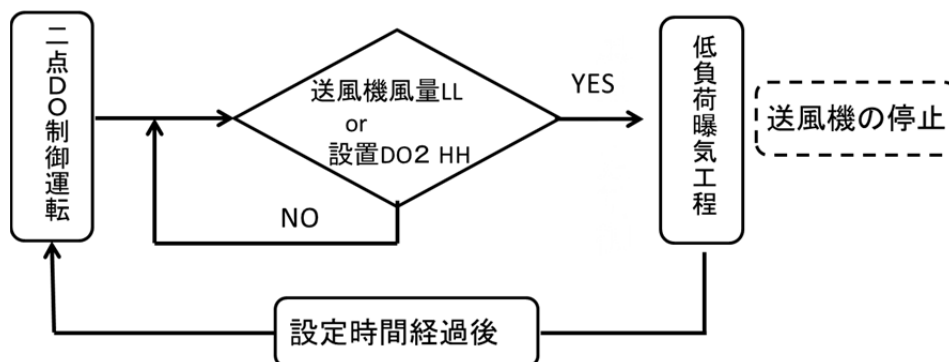 二点DO制御運転
送風機風量LL
or
設置DO2 HH
YES
NO
低負荷曝気工程
送風機の停止
設定時間経過後